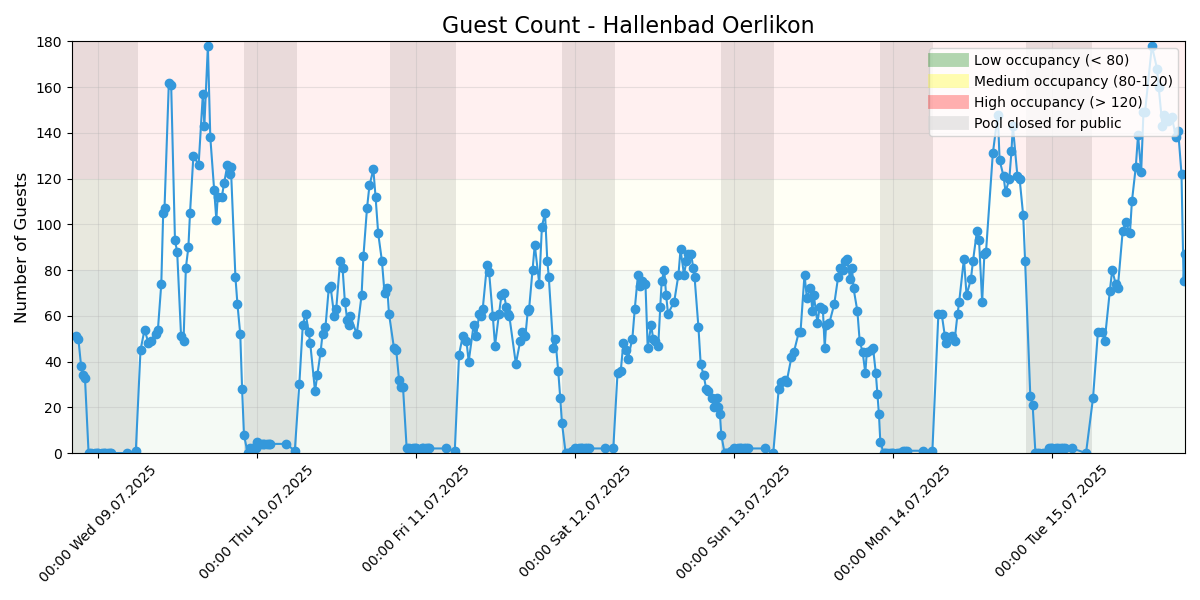 Guest Count - Hallenbad Oerlikon
Number of Guests
180
160
140
120
100
80
60
40
20
0
Low occupancy (< 80)
Medium occupancy (80-120)
High occupancy (> 120)
Pool closed for public
00:00 Wed 09.07.2025
00:00 Thu 10.07.2025
00:00 Fri 11.07.2025
00:00 Sat 12.07.2025
00:00 Sun 13.07.2025
00:00 Mon 14.07.2025
00:00 Tue 15.07.2025